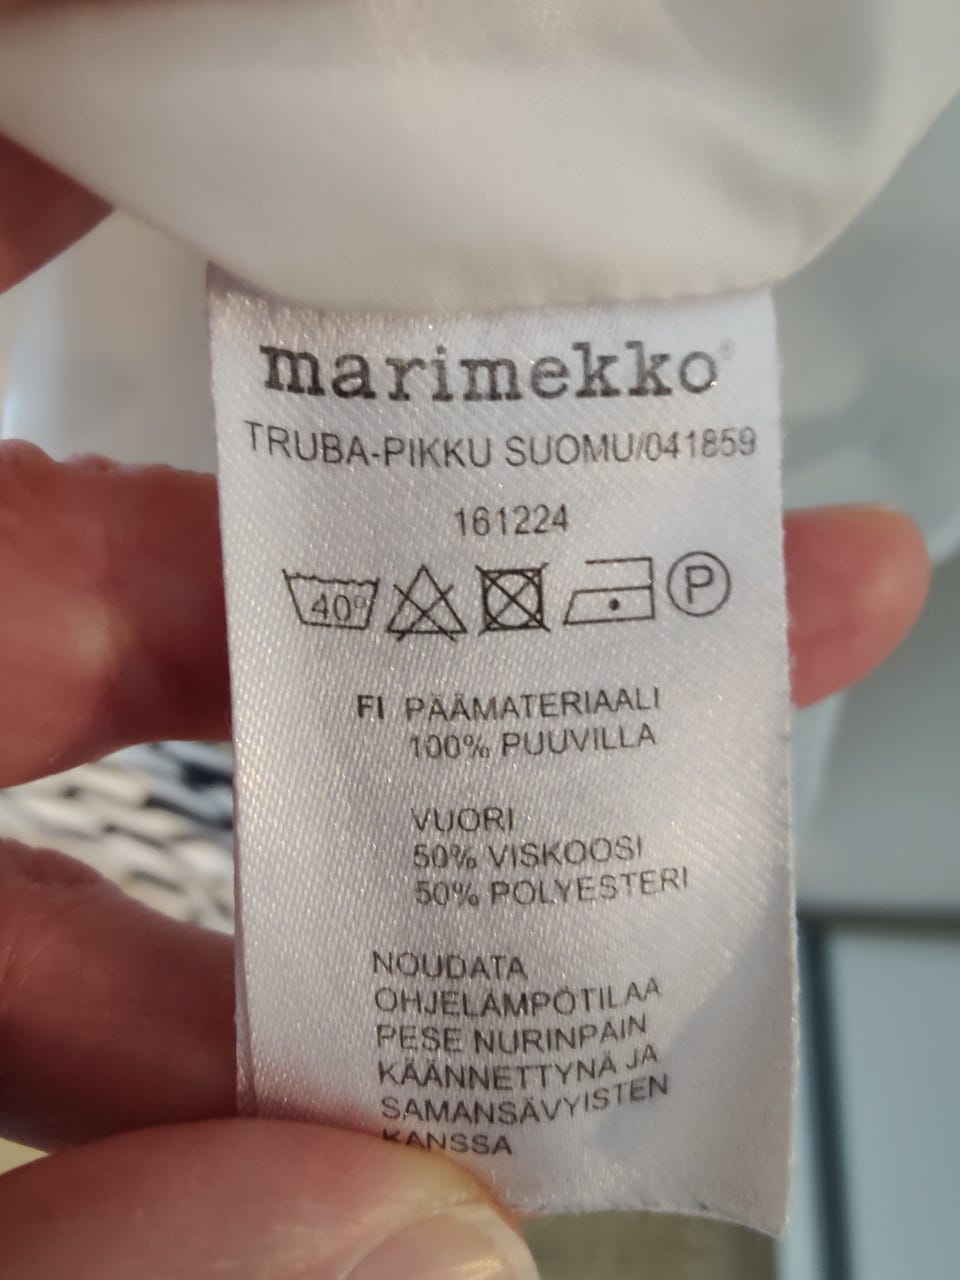 marimekko®
TRUBA-PIKKU SUOMU/041859
161224
40° P
FI PÄÄMATERIAALI
100% PUUVILLA
VUORI
50% VISKOOSI
50% POLYESTERI
NOUDATA
OHJELÄMPÖTILAA
PESE NURINPÄIN
KÄÄNNETTYNÄ JA
SAMANSÄVYISTEN
KANSSA